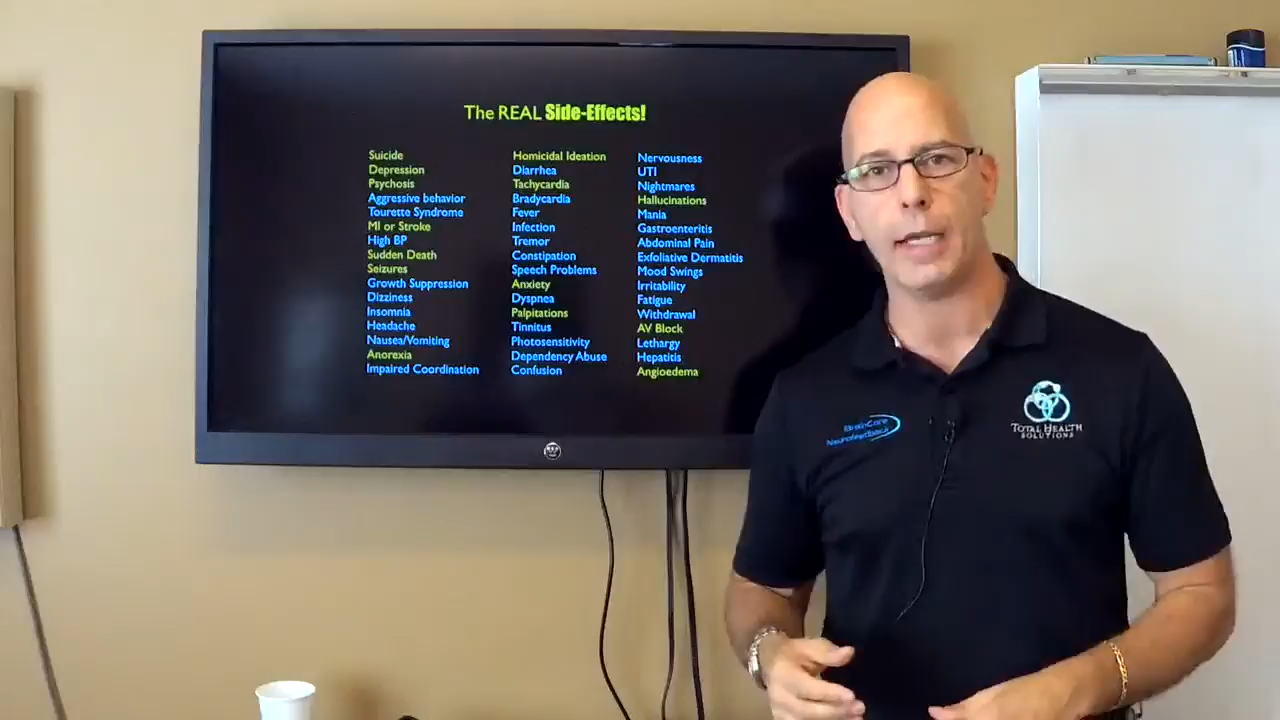 The REAL Side-Effects!
Suicide
Depression
Psychosis
Aggressive behavior
Tourette Syndrome
MI or Stroke
High BP
Sudden Death
Seizures
Growth Suppression
Dizziness
Insomnia
Headache
Nausea/Vomiting
Anorexia
Impaired Coordination
Homicidal Ideation
Diarrhea
Tachycardia
Bradycardia
Fever
Infection
Tremor
Constipation
Speech Problems
Anxiety
Dyspnea
Palpitations
Tinnitus
Photosensitivity
Dependency Abuse
Confusion
Nervousness
UTI
Nightmares
Hallucinations
Mania
Gastroenteritis
Abdominal Pain
Exfoliative Dermatitis
Mood Swings
Irritability
Fatigue
Withdrawal
AV Block
Lethargy
Hepatitis
Angioedema
BrainCore
Neurofeedback
TOTAL HEALTH
SOLUTIONS